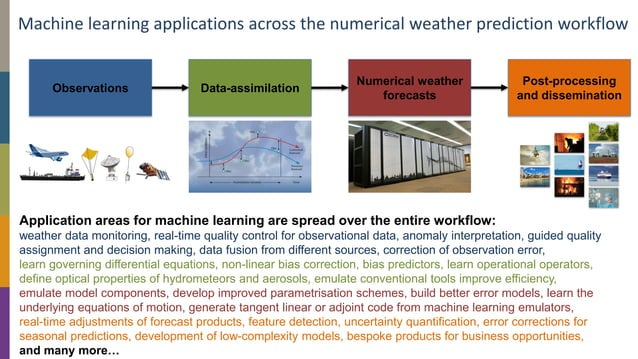 Machine learning applications across the numerical weather prediction workflow
Observations
Data-assimilation
Numerical weather
forecasts
Post-processing
and dissemination
Application areas for machine learning are spread over the entire workflow:
weather data monitoring, real-time quality control for observational data, anomaly interpretation, guided quality
assignment and decision making, data fusion from different sources, correction of observation error,
learn governing differential equations, non-linear bias correction, bias predictors, learn operational operators,
define optical properties of hydrometeors and aerosols, emulate conventional tools improve efficiency,
emulate model components, develop improved parametrisation schemes, build better error models, learn the
underlying equations of motion, generate tangent linear or adjoint code from machine learning emulators,
real-time adjustments of forecast products, feature detection, uncertainty quantification, error corrections for
seasonal predictions, development of low-complexity models, bespoke products for business opportunities,
and many more…